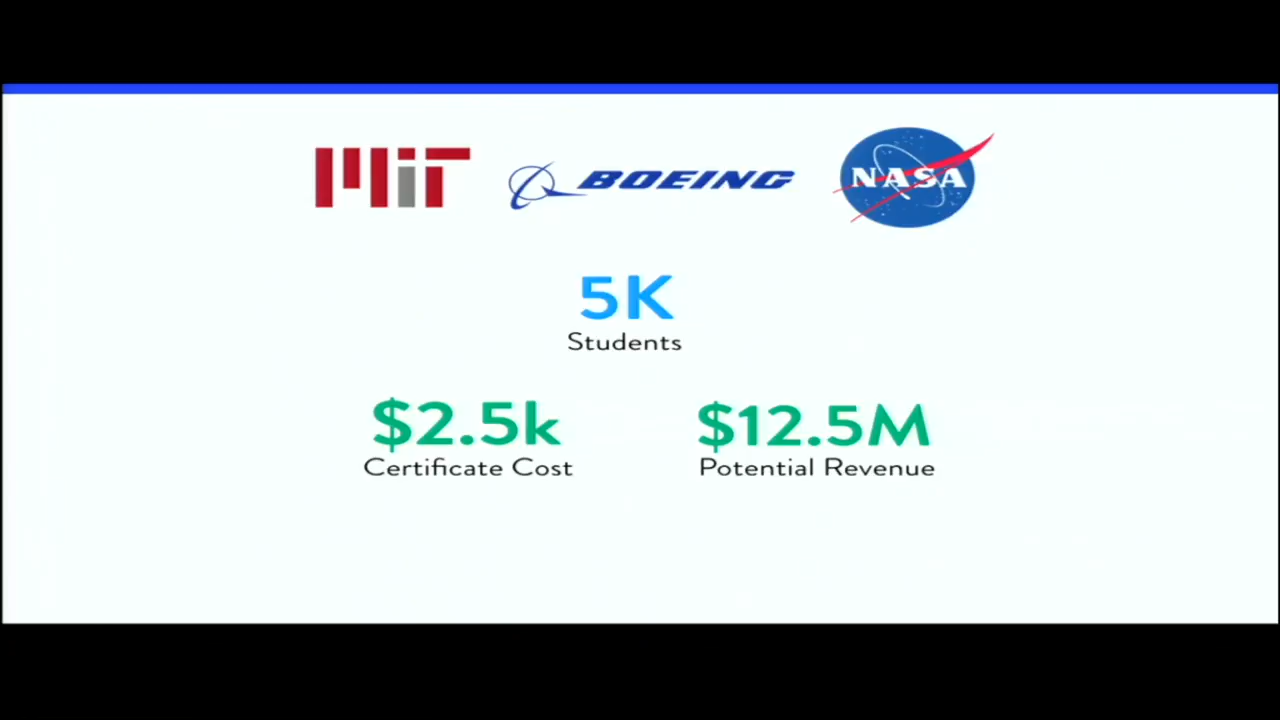 MIT BOEING NASA
5K
Students
$2.5k $12.5M
Certificate Cost Potential Revenue